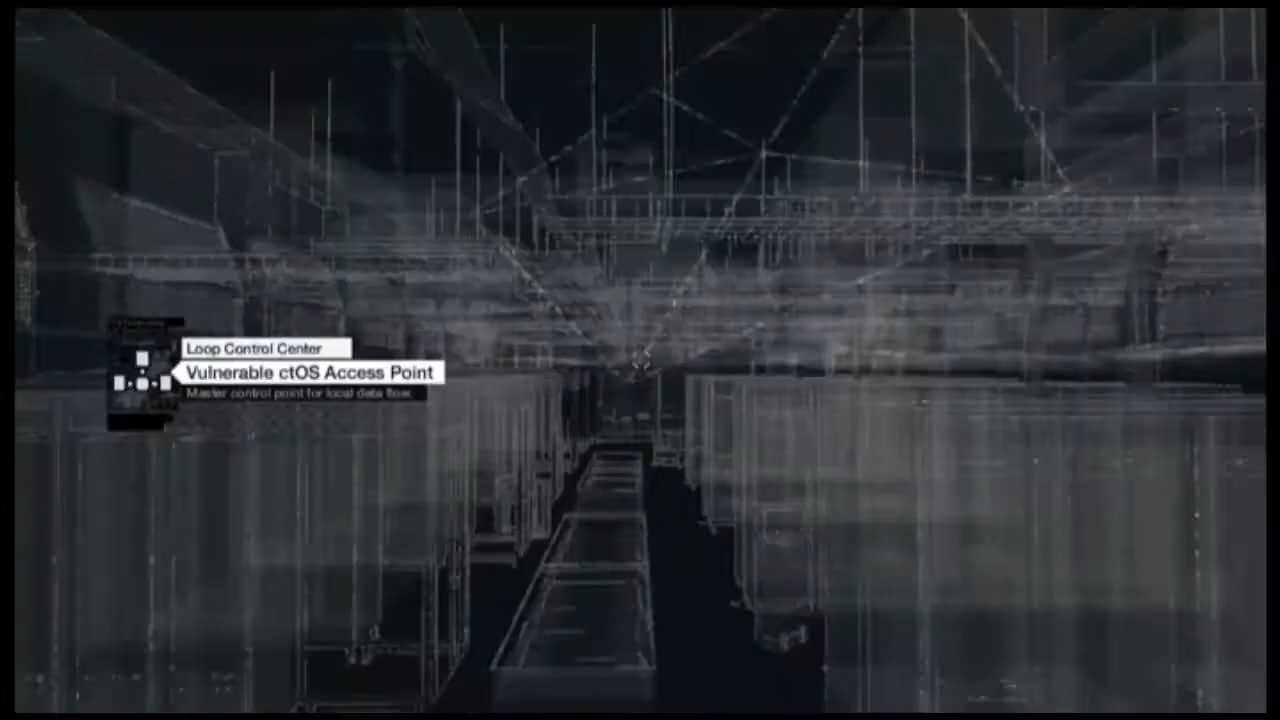 Loop Control Center
Vulnerable ctOS Access Point
Master control point for local data flow.